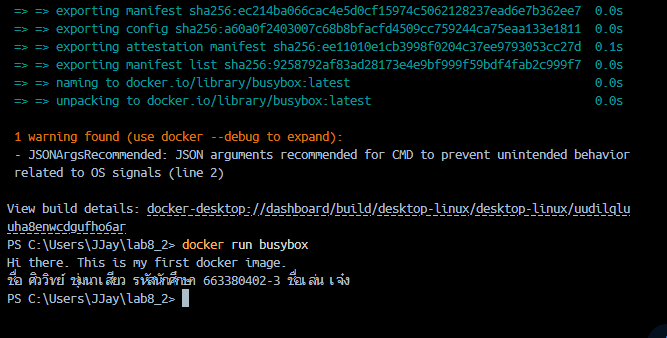 => => exporting manifest sha256:ec214ba066cac4e5d0cf15974c5062128237ead6e7b362ee7 0.0s
=> => exporting config sha256:a60a0f2403007c68b8bfacfd4509cc759244ca75eaa133e1811 0.0s
=> => exporting attestation manifest sha256:ee11010e1cb3998f0204c37ee9793053cc27d 0.1s
=> => exporting manifest list sha256:9258792af83ad28173e4e9bf999f59bdf4fab2c999f7 0.0s
=> => naming to docker.io/library/busybox:latest 0.0s
=> => unpacking to docker.io/library/busybox:latest 0.0s
1 warning found (use docker --debug to expand):
- JSONArgsRecommended: JSON arguments recommended for CMD to prevent unintended behavior
related to OS signals (line 2)
View build details: docker-desktop://dashboard/build/desktop-linux/desktop-linux/uudilqlu
uha8enwcdgufho6ar
PS C:\Users\JJay\lab8_2> docker run busybox
Hi there. This is my first docker image.
ชื่อ ศิววิทย์ ขุ่มนาเสียว รหัสนักศึกษา 663380402-3 ชื่อเล่น เจ๋ง
PS C:\Users\JJay\lab8_2>